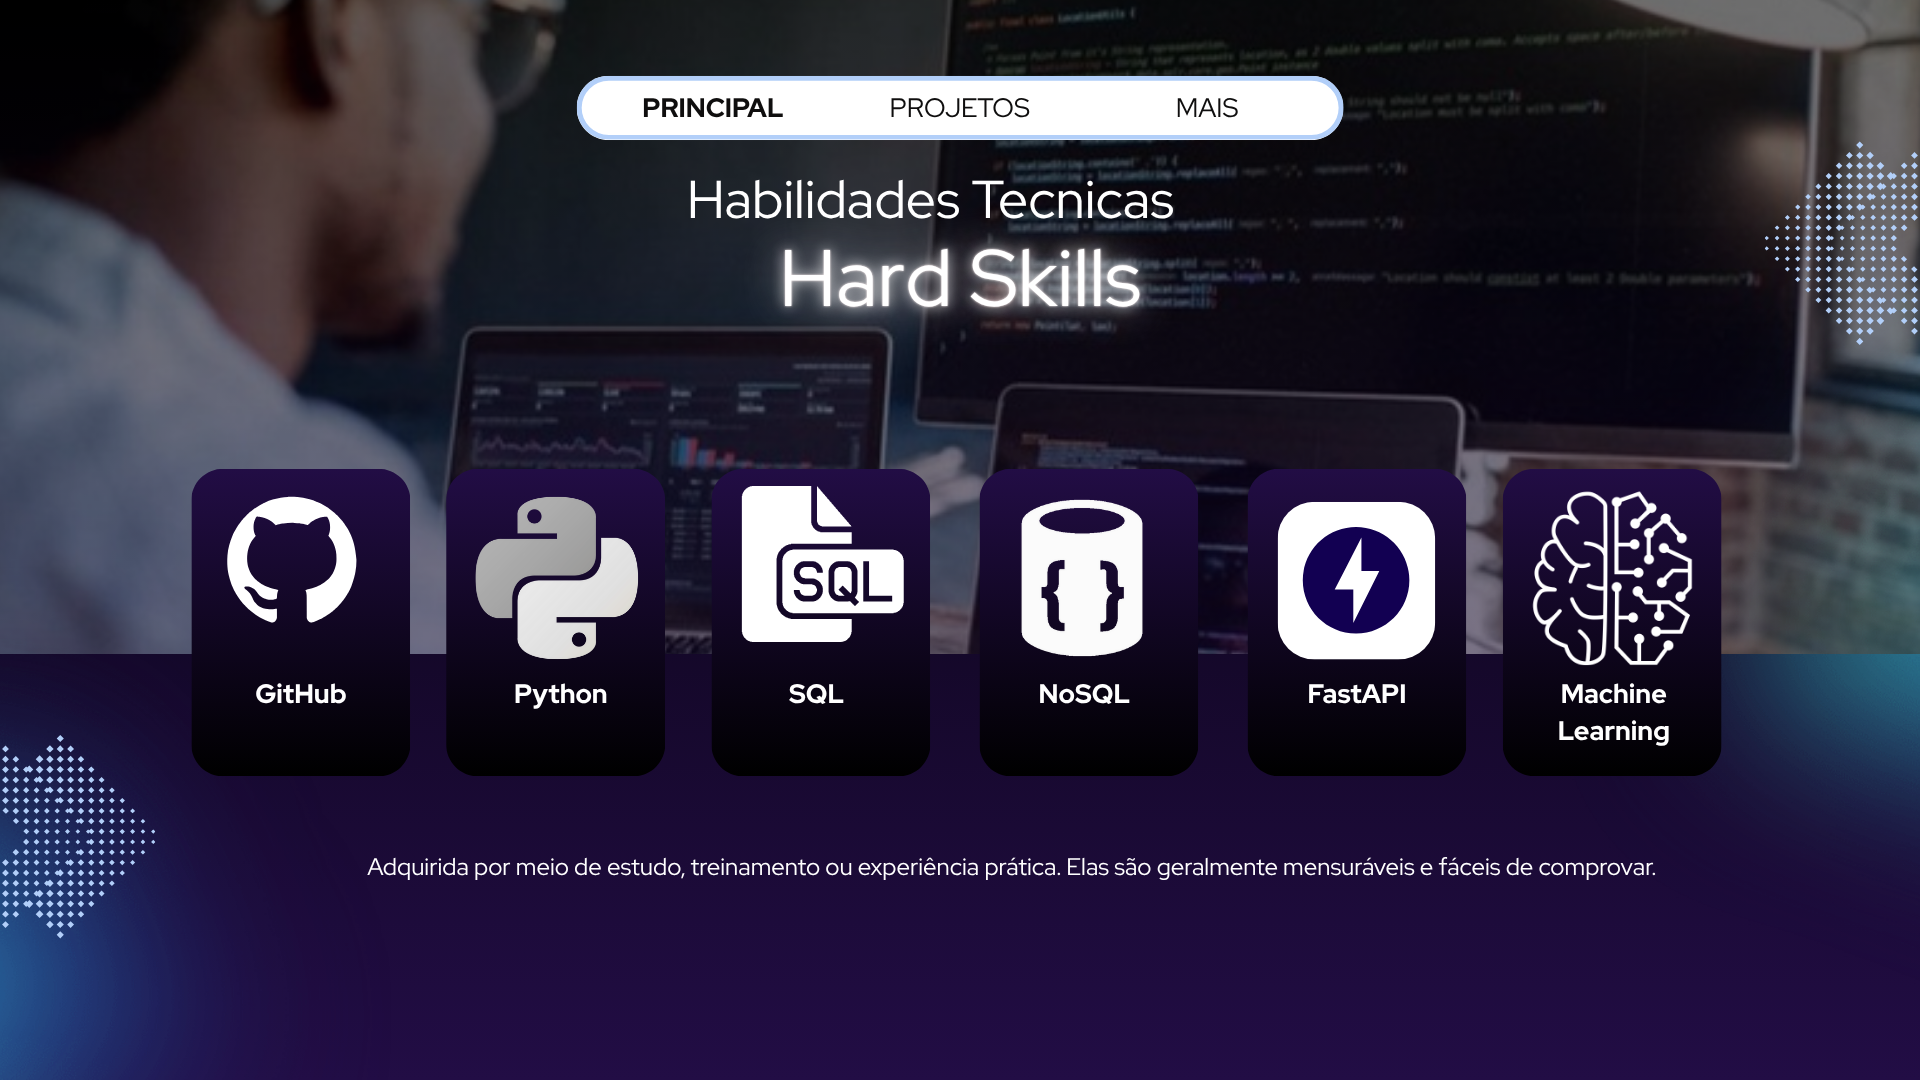 PRINCIPAL PROJETOS MAIS
Habilidades Tecnicas
Hard Skills
SQL
{ }
GitHub Python SQL NoSQL FastAPI Machine
Learning
Adquirida por meio de estudo, treinamento ou experiência prática. Elas são geralmente mensuráveis e fáceis de comprovar.